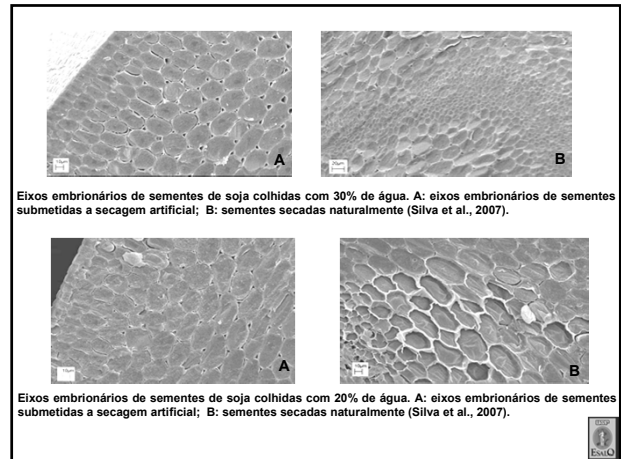 A
B
Eixos embrionários de sementes de soja colhidas com 30% de água. A: eixos embrionários de sementes
submetidas a secagem artificial; B: sementes secadas naturalmente (Silva et al., 2007).
A
B
Eixos embrionários de sementes de soja colhidas com 20% de água. A: eixos embrionários de sementes
submetidas a secagem artificial; B: sementes secadas naturalmente (Silva et al., 2007).
ESALQ